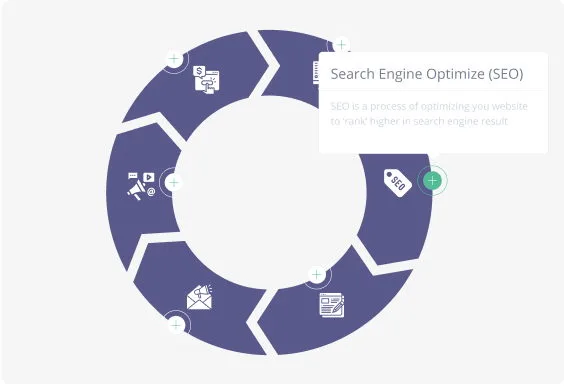 Search Engine Optimize (SEO)
SEO is a process of optimizing you website
to 'rank' higher in search engine result
SEO